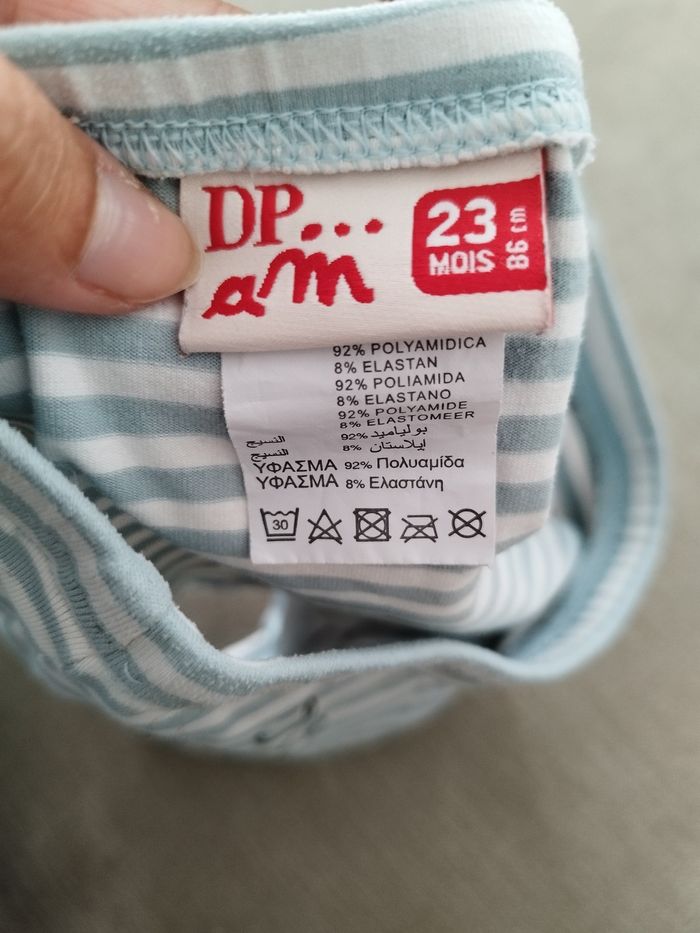 DP...
am
23
MOIS
86 cm
92% POLYAMIDICA
8% ELASTAN
92% POLIAMIDA
8% ELASTANO
92% POLYAMIDE
8% ELASTOMEER
النسيج 92% بولياميد
النسيج 8% إيلاستان
ΥΦΑΣΜΑ 92% Πολυαμίδα
ΥΦΑΣΜΑ 8% Ελαστάνη
30